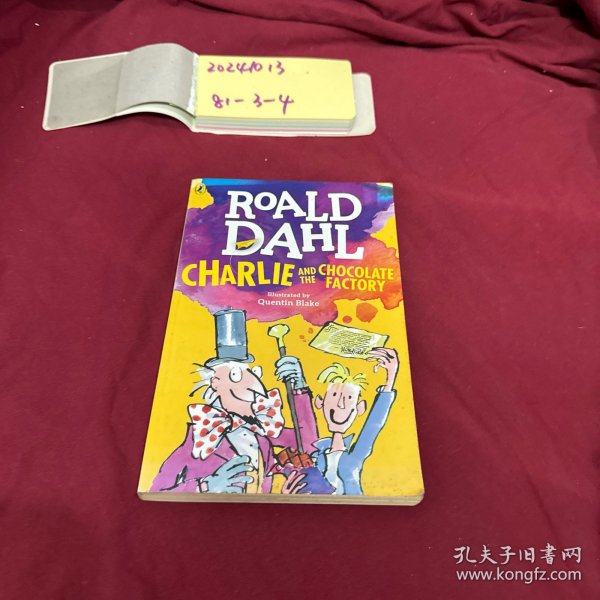 20241013
81-3-4
ROALD
DAHL
CHARLIE AND THE CHOCOLATE FACTORY
Illustrated by
Quentin Blake
孔夫子旧书网
www.kongfz.com